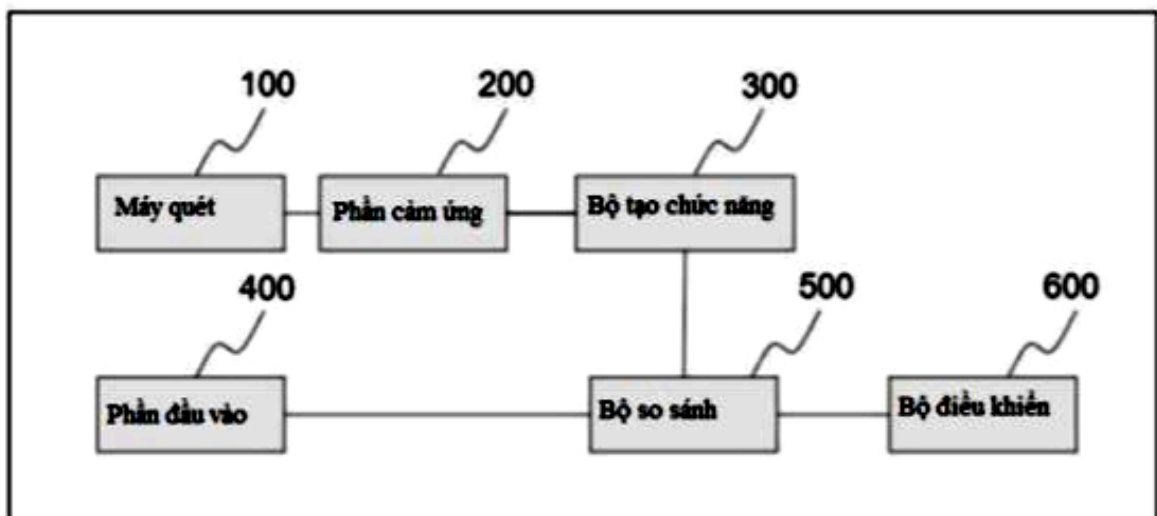 100 200 300
Máy quét Phần cảm ứng Bộ tạo chức năng
400 500 600
Phần đầu vào Bộ so sánh Bộ điều khiển